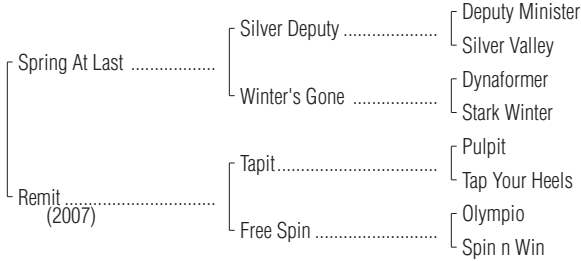 Deputy Minister
Silver Deputy ......................
Silver Valley
Spring At Last ...................
Dynaformer
Winter's Gone ...................
Stark Winter
Pulpit
Tapit.......................................
Tap Your Heels
Remit...................................
(2007)
Olympio
Free Spin .............................
Spin n Win